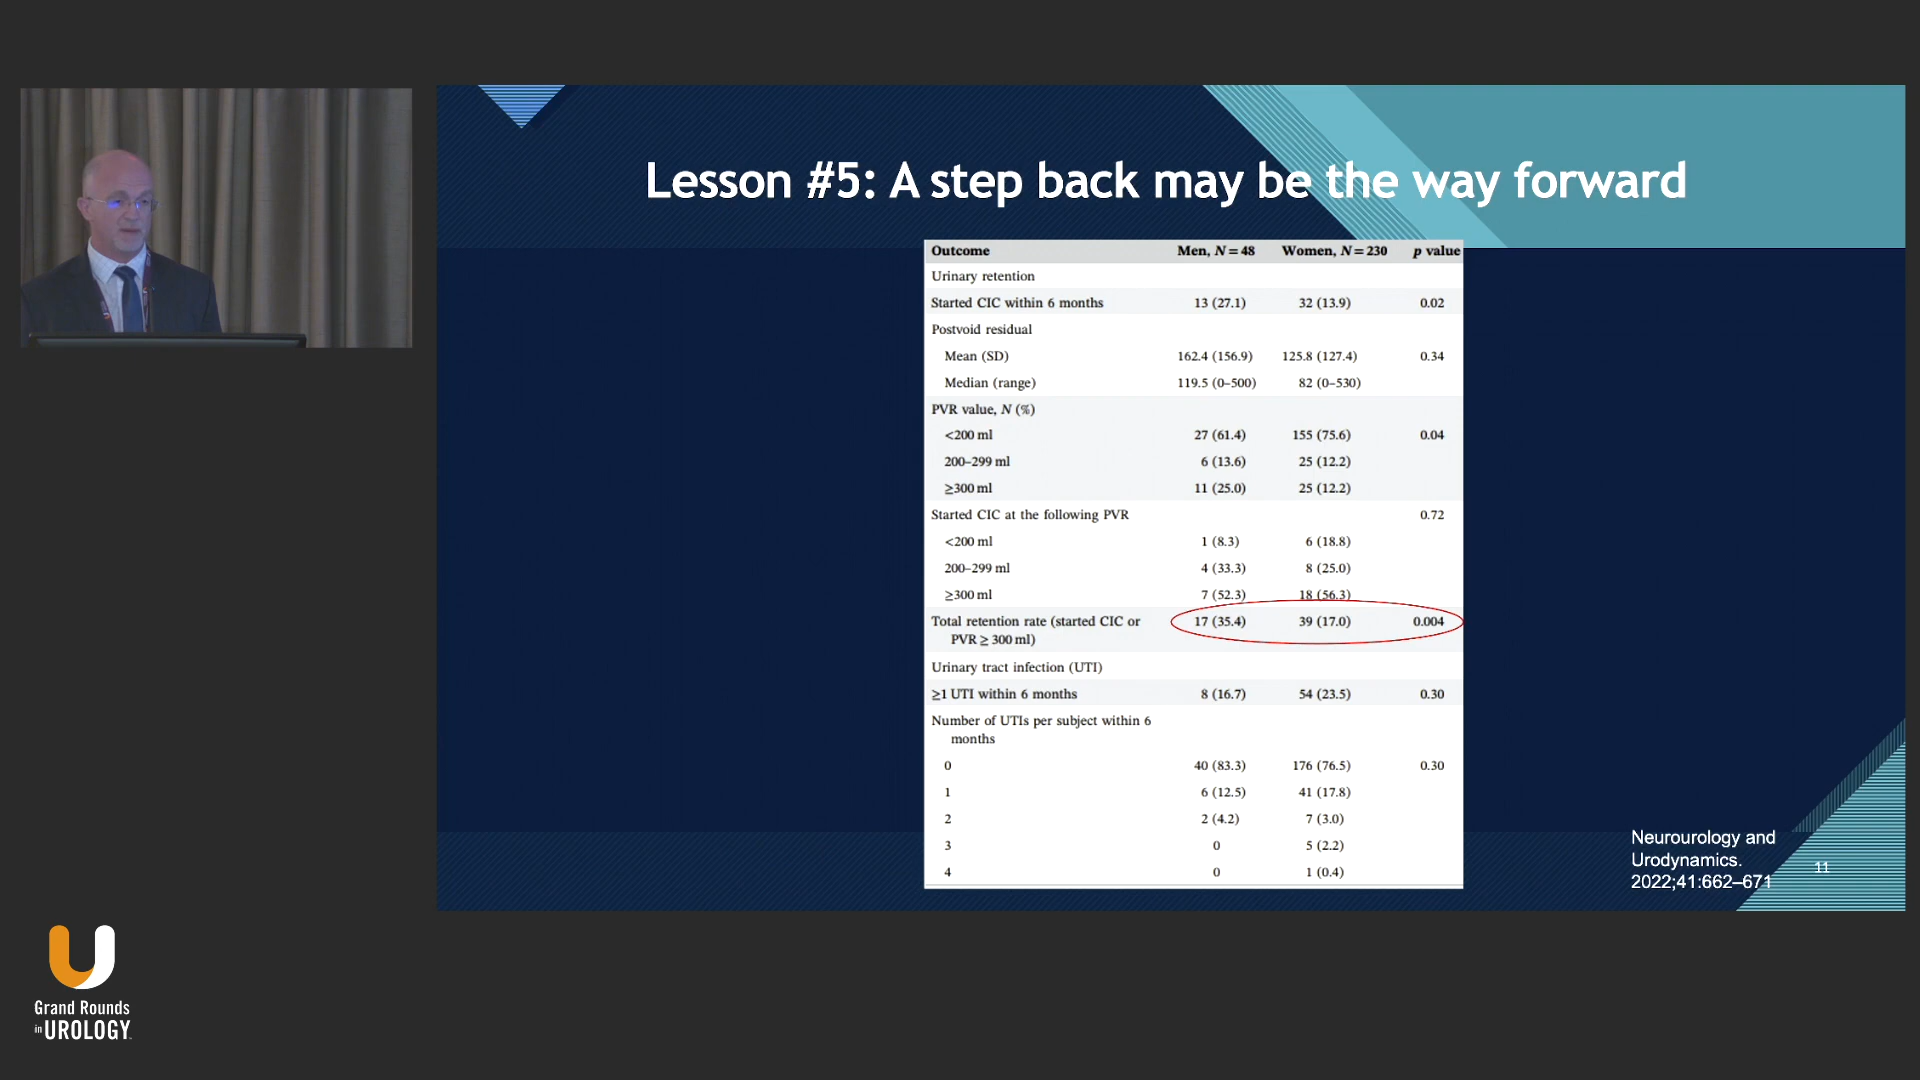 Lesson #5: A step back may be the way forward
Outcome Men, N = 48 Women, N = 230 p value
Urinary retention
Started CIC within 6 months 13 (27.1) 32 (13.9) 0.02
Postvoid residual
Mean (SD) 162.4 (156.9) 125.8 (127.4) 0.34
Median (range) 119.5 (0–500) 82 (0–530)
PVR value, N (%)
<200 ml 27 (61.4) 155 (75.6) 0.04
200–299 ml 6 (13.6) 25 (12.2)
≥300 ml 11 (25.0) 25 (12.2)
Started CIC at the following PVR 0.72
<200 ml 1 (8.3) 6 (18.8)
200–299 ml 4 (33.3) 8 (25.0)
≥300 ml 7 (52.3) 18 (56.3)
Total retention rate (started CIC or 17 (35.4) 39 (17.0) 0.004
PVR ≥ 300 ml)
Urinary tract infection (UTI)
≥1 UTI within 6 months 8 (16.7) 54 (23.5) 0.30
Number of UTIs per subject within 6
months
0 40 (83.3) 176 (76.5) 0.30
1 6 (12.5) 41 (17.8)
2 2 (4.2) 7 (3.0)
3 0 5 (2.2)
4 0 1 (0.4)
Neurourology and
Urodynamics.
2022;41:662–671
11
Grand Rounds
in UROLOGY